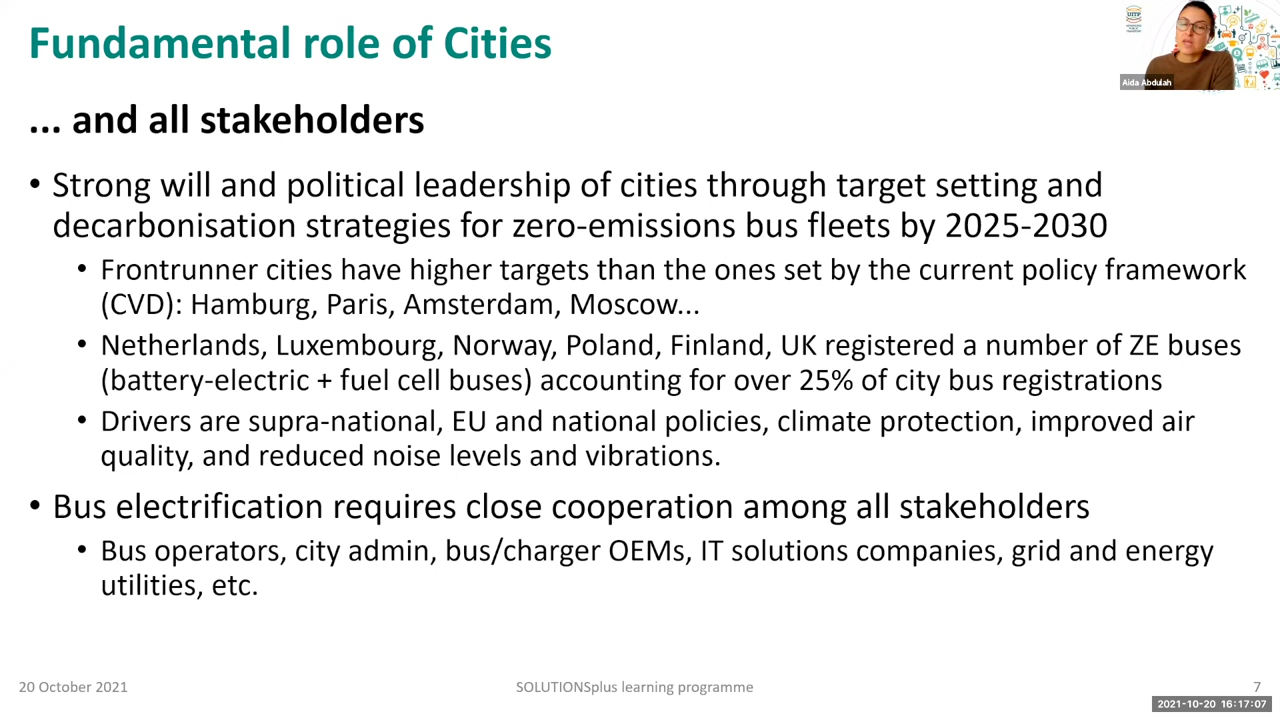 Fundamental role of Cities
... and all stakeholders
• Strong will and political leadership of cities through target setting and
decarbonisation strategies for zero-emissions bus fleets by 2025-2030
• Frontrunner cities have higher targets than the ones set by the current policy framework
(CVD): Hamburg, Paris, Amsterdam, Moscow...
• Netherlands, Luxembourg, Norway, Poland, Finland, UK registered a number of ZE buses
(battery-electric + fuel cell buses) accounting for over 25% of city bus registrations
• Drivers are supra-national, EU and national policies, climate protection, improved air
quality, and reduced noise levels and vibrations.
• Bus electrification requires close cooperation among all stakeholders
• Bus operators, city admin, bus/charger OEMs, IT solutions companies, grid and energy
utilities, etc.
UITP
Aida Abdulah
20 October 2021
SOLUTIONSplus learning programme
7
2021-10-20 16:17:07